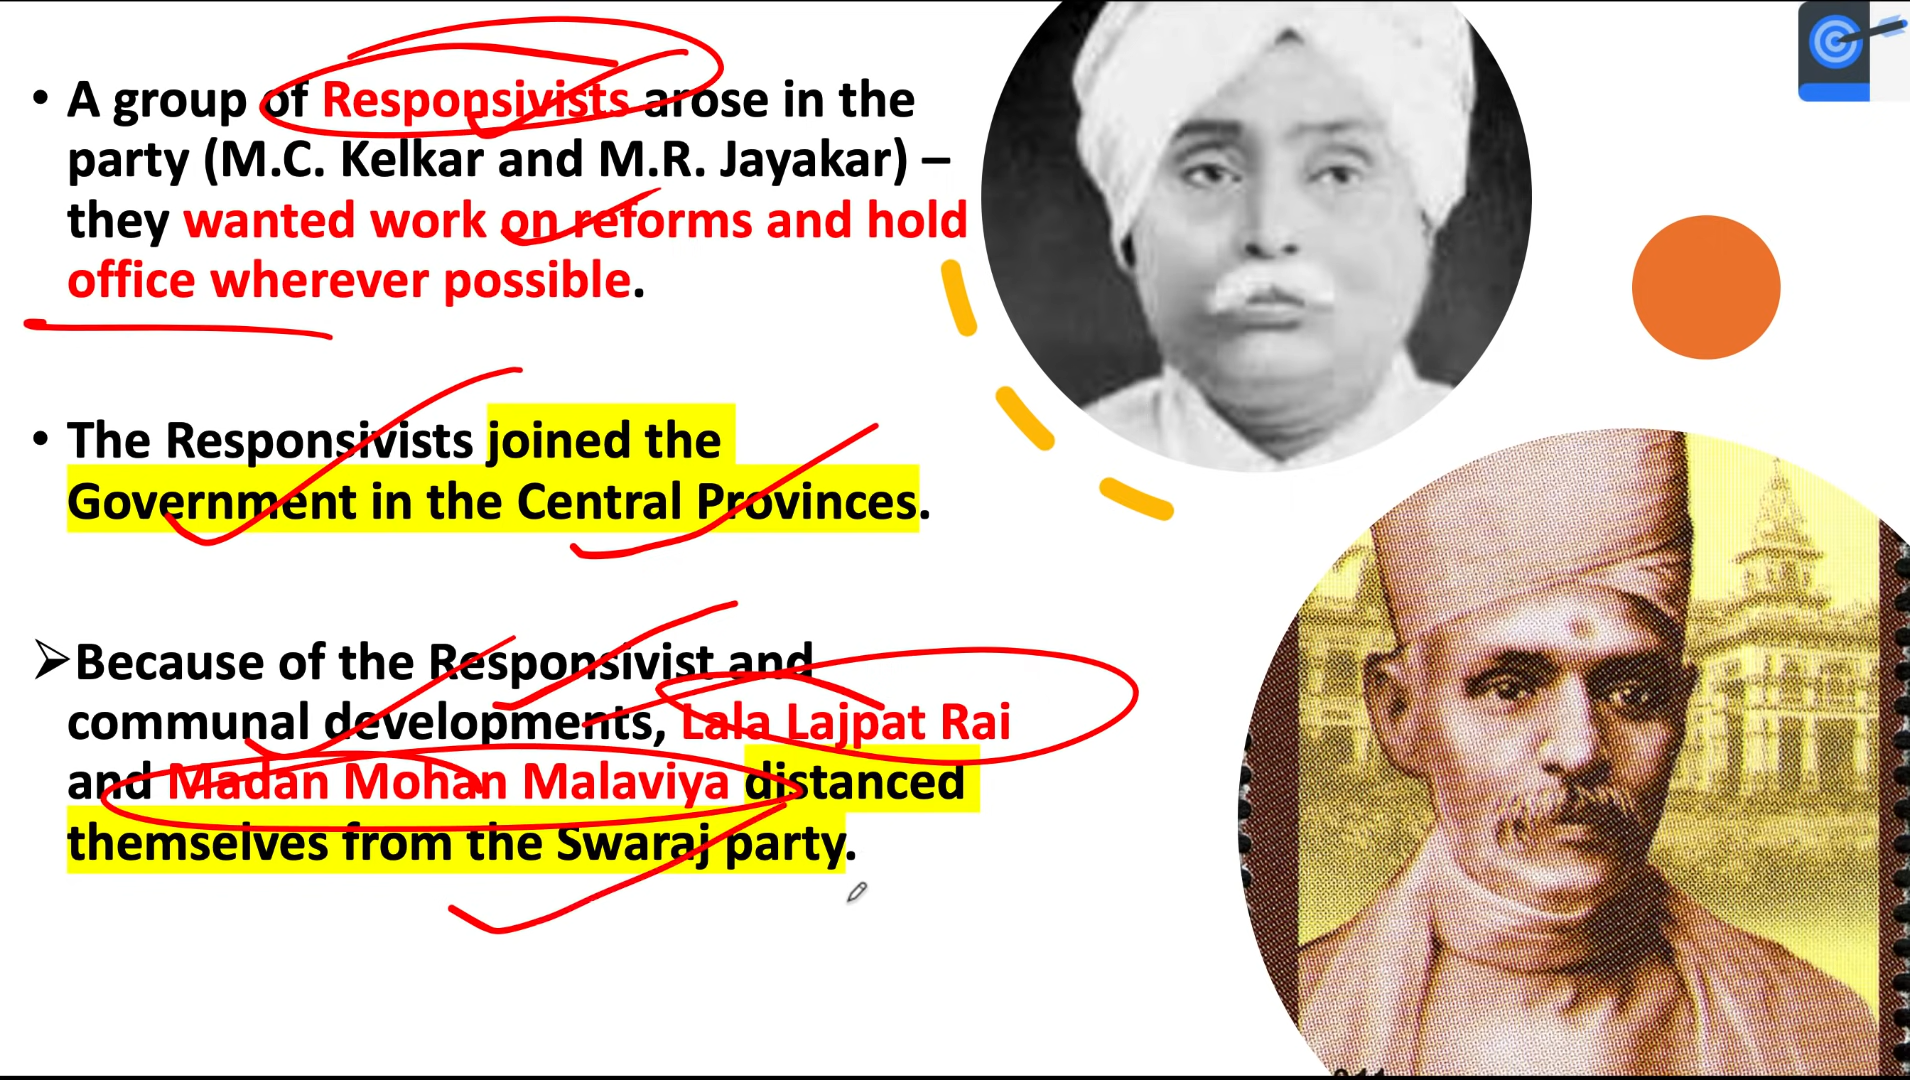 • A group of Responsivists arose in the
party (M.C. Kelkar and M.R. Jayakar) –
they wanted work on reforms and hold
office wherever possible.
• The Responsivists joined the
Government in the Central Provinces.
➢Because of the Responsivist and
communal developments, Lala Lajpat Rai
and Madan Mohan Malaviya distanced
themselves from the Swaraj party.